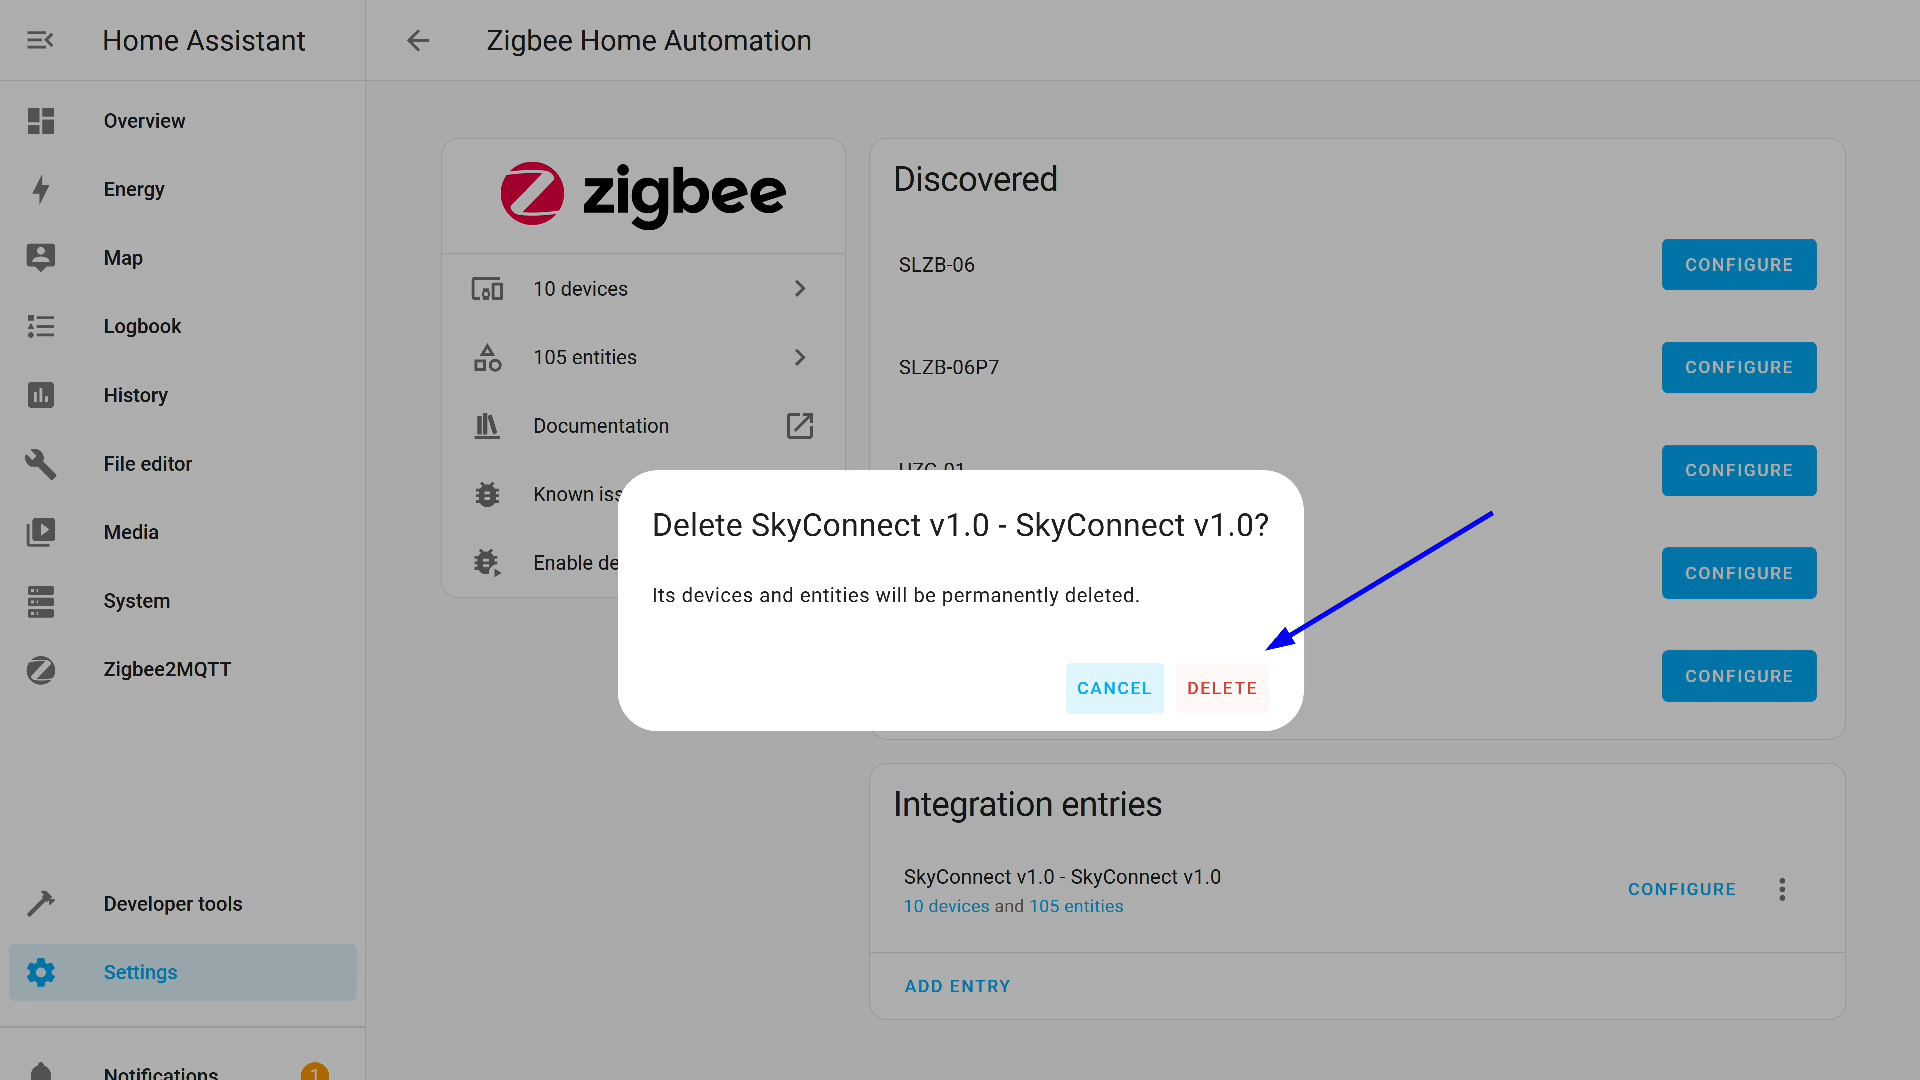 Home Assistant
Zigbee Home Automation
Overview
Energy
Map
Logbook
History
File editor
Media
System
Zigbee2MQTT
Developer tools
Settings
Notifications
1
zigbee
10 devices
105 entities
Documentation
Known iss
Enable de
Discovered
SLZB-06
CONFIGURE
SLZB-06P7
CONFIGURE
CONFIGURE
CONFIGURE
CONFIGURE
Delete SkyConnect v1.0 - SkyConnect v1.0?
Its devices and entities will be permanently deleted.
CANCEL
DELETE
Integration entries
SkyConnect v1.0 - SkyConnect v1.0
10 devices and 105 entities
CONFIGURE
ADD ENTRY